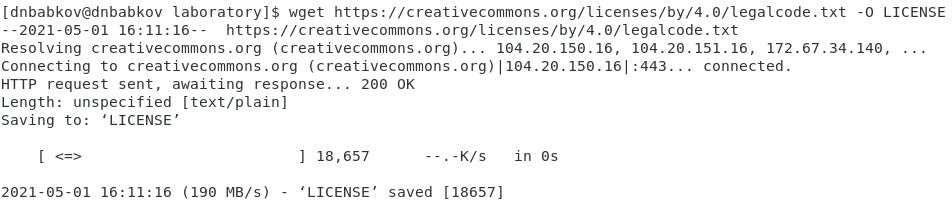 [dnbabkov@dnbabkov laboratory]$ wget https://creativecommons.org/licenses/by/4.0/legalcode.txt -O LICENSE
--2021-05-01 16:11:16--  https://creativecommons.org/licenses/by/4.0/legalcode.txt
Resolving creativecommons.org (creativecommons.org)... 104.20.150.16, 104.20.151.16, 172.67.34.140, ...
Connecting to creativecommons.org (creativecommons.org)|104.20.150.16|:443... connected.
HTTP request sent, awaiting response... 200 OK
Length: unspecified [text/plain]
Saving to: ‘LICENSE’
    [ <=>                        ] 18,657      --.-K/s   in 0s
2021-05-01 16:11:16 (190 MB/s) - ‘LICENSE’ saved [18657]